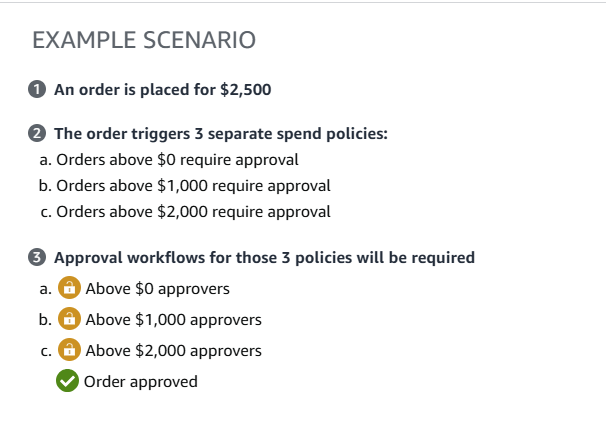 EXAMPLE SCENARIO
1 An order is placed for $2,500
2 The order triggers 3 separate spend policies:
a. Orders above $0 require approval
b. Orders above $1,000 require approval
c. Orders above $2,000 require approval
3 Approval workflows for those 3 policies will be required
a. Above $0 approvers
b. Above $1,000 approvers
c. Above $2,000 approvers
Order approved